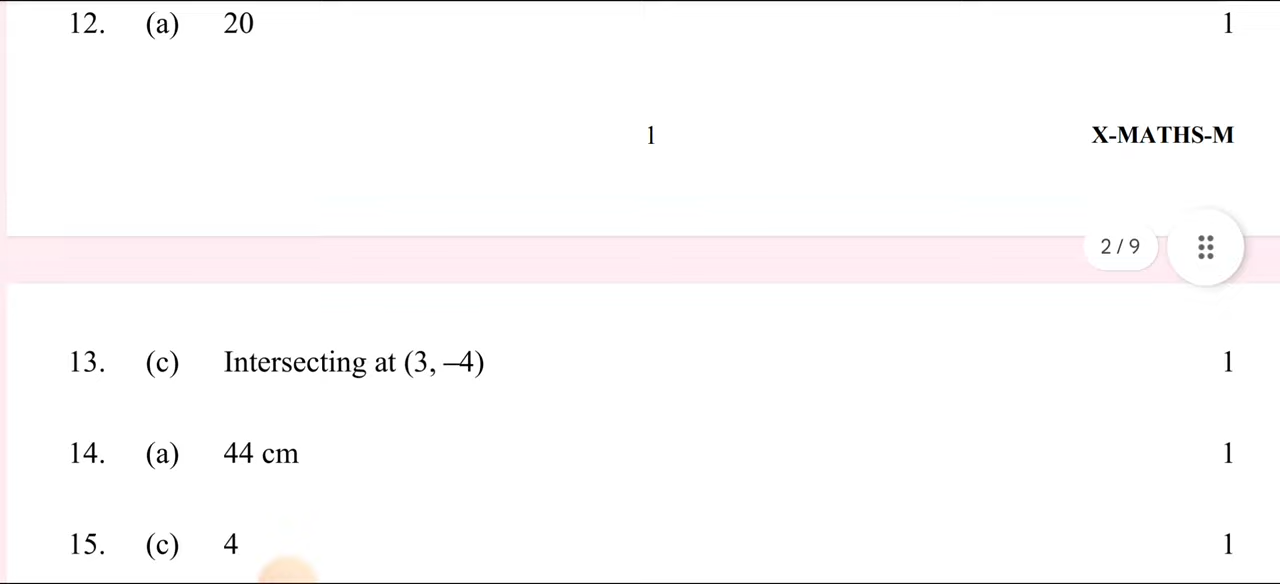 12. (a) 20 1
1 X-MATHS-M
2 / 9
13. (c) Intersecting at (3, –4) 1
14. (a) 44 cm 1
15. (c) 4 1